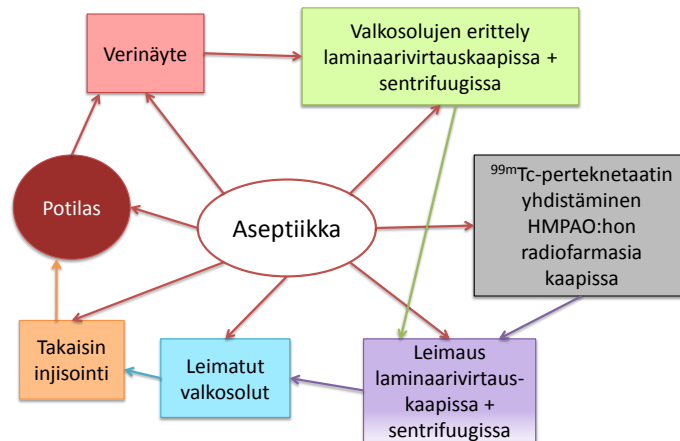 Verinäyte
Valkosolujen erittely
laminaarivirtauskaapissa +
sentrifuugissa
Potilas
Aseptiikka
99mTc-perteknetaatin
yhdistäminen
HMPAO:hon
radiofarmasia
kaapissa
Takaisin
injisointi
Leimatut
valkosolut
Leimaus
laminaarivirtaus-
kaapissa +
sentrifuugissa